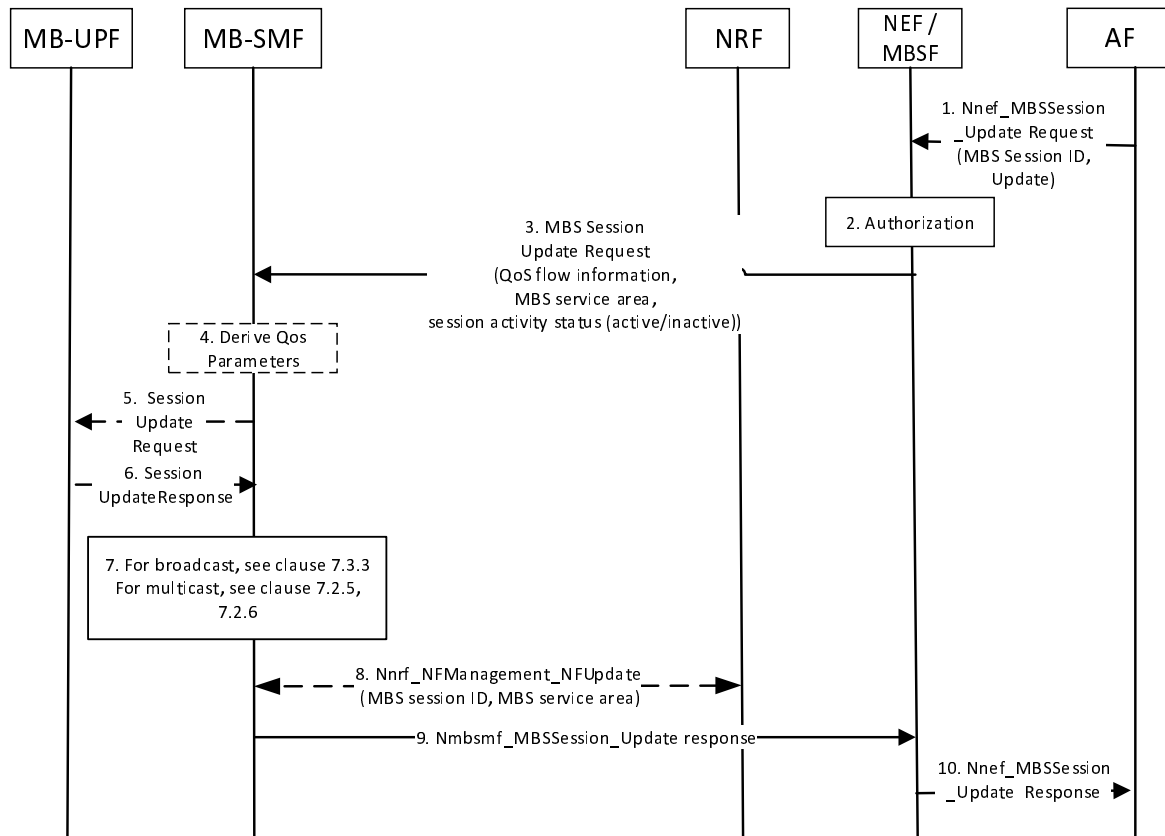 MB-UPF
MB-SMF
NRF
NEF /
MBSF
AF
1. Nnef_MBSSession
_Update Request
(MBS Session ID,
Update)
2. Authorization
3. MBS Session
Update Request
(QoS flow information,
MBS service area,
session activity status (active/inactive))
4. Derive Qos
Parameters
5. Session
Update
Request
6. Session
UpdateResponse
7. For broadcast, see clause 7.3.3
For multicast, see clause 7.2.5,
7.2.6
8. Nnrf_NFManagement_NFUpdate
(MBS session ID, MBS service area)
9. Nmbsmf_MBSSession_Update response
10. Nnef_MBSSession
_Update Response